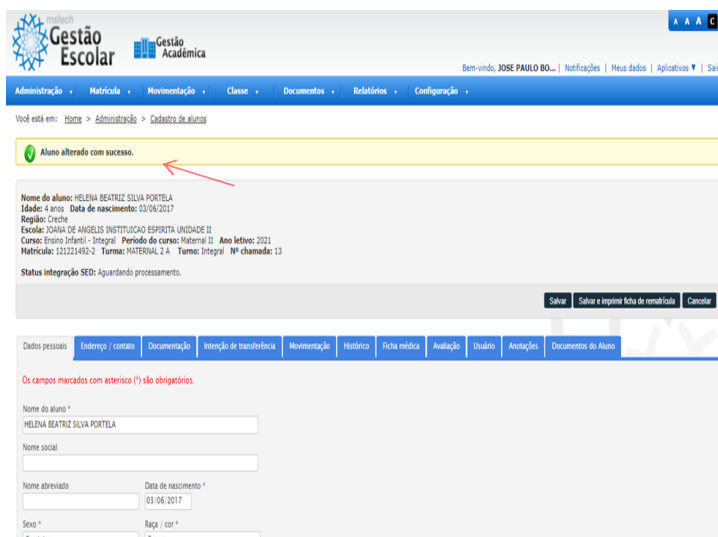 mstech
Gestão
Escolar
Gestão
Acadêmica
A A A C
Bem-vindo, JOSE PAULO BO... | Notificações | Meus dados | Aplicativos ▼ | Sair
Administração Matrícula Movimentação Classe Documentos Relatórios Configuração
Você está em: Home > Administração > Cadastro de alunos
Aluno alterado com sucesso.
Nome do aluno: HELENA BEATRIZ SILVA PORTELA
Idade: 4 anos Data de nascimento: 03/06/2017
Região: Creche
Escola: JOANA DE ANGELIS INSTITUICAO ESPIRITA UNIDADE II
Curso: Ensino Infantil - Integral Período do curso: Maternal II Ano letivo: 2021
Matrícula: 121221492-2 Turma: MATERNAL 2 A Turno: Integral Nº chamada: 13
Status integração SED: Aguardando processamento.
Salvar Salvar e imprimir ficha de rematrícula Cancelar
Dados pessoais Endereço / contato Documentação Intenção de transferência Movimentação Histórico Ficha médica Avaliação Usuário Anotações Documentos do Aluno
Os campos marcados com asterisco (*) são obrigatórios.
Nome do aluno *
HELENA BEATRIZ SILVA PORTELA
Nome social
Nome abreviado Data de nascimento *
03/06/2017
Sexo * Raça / cor *